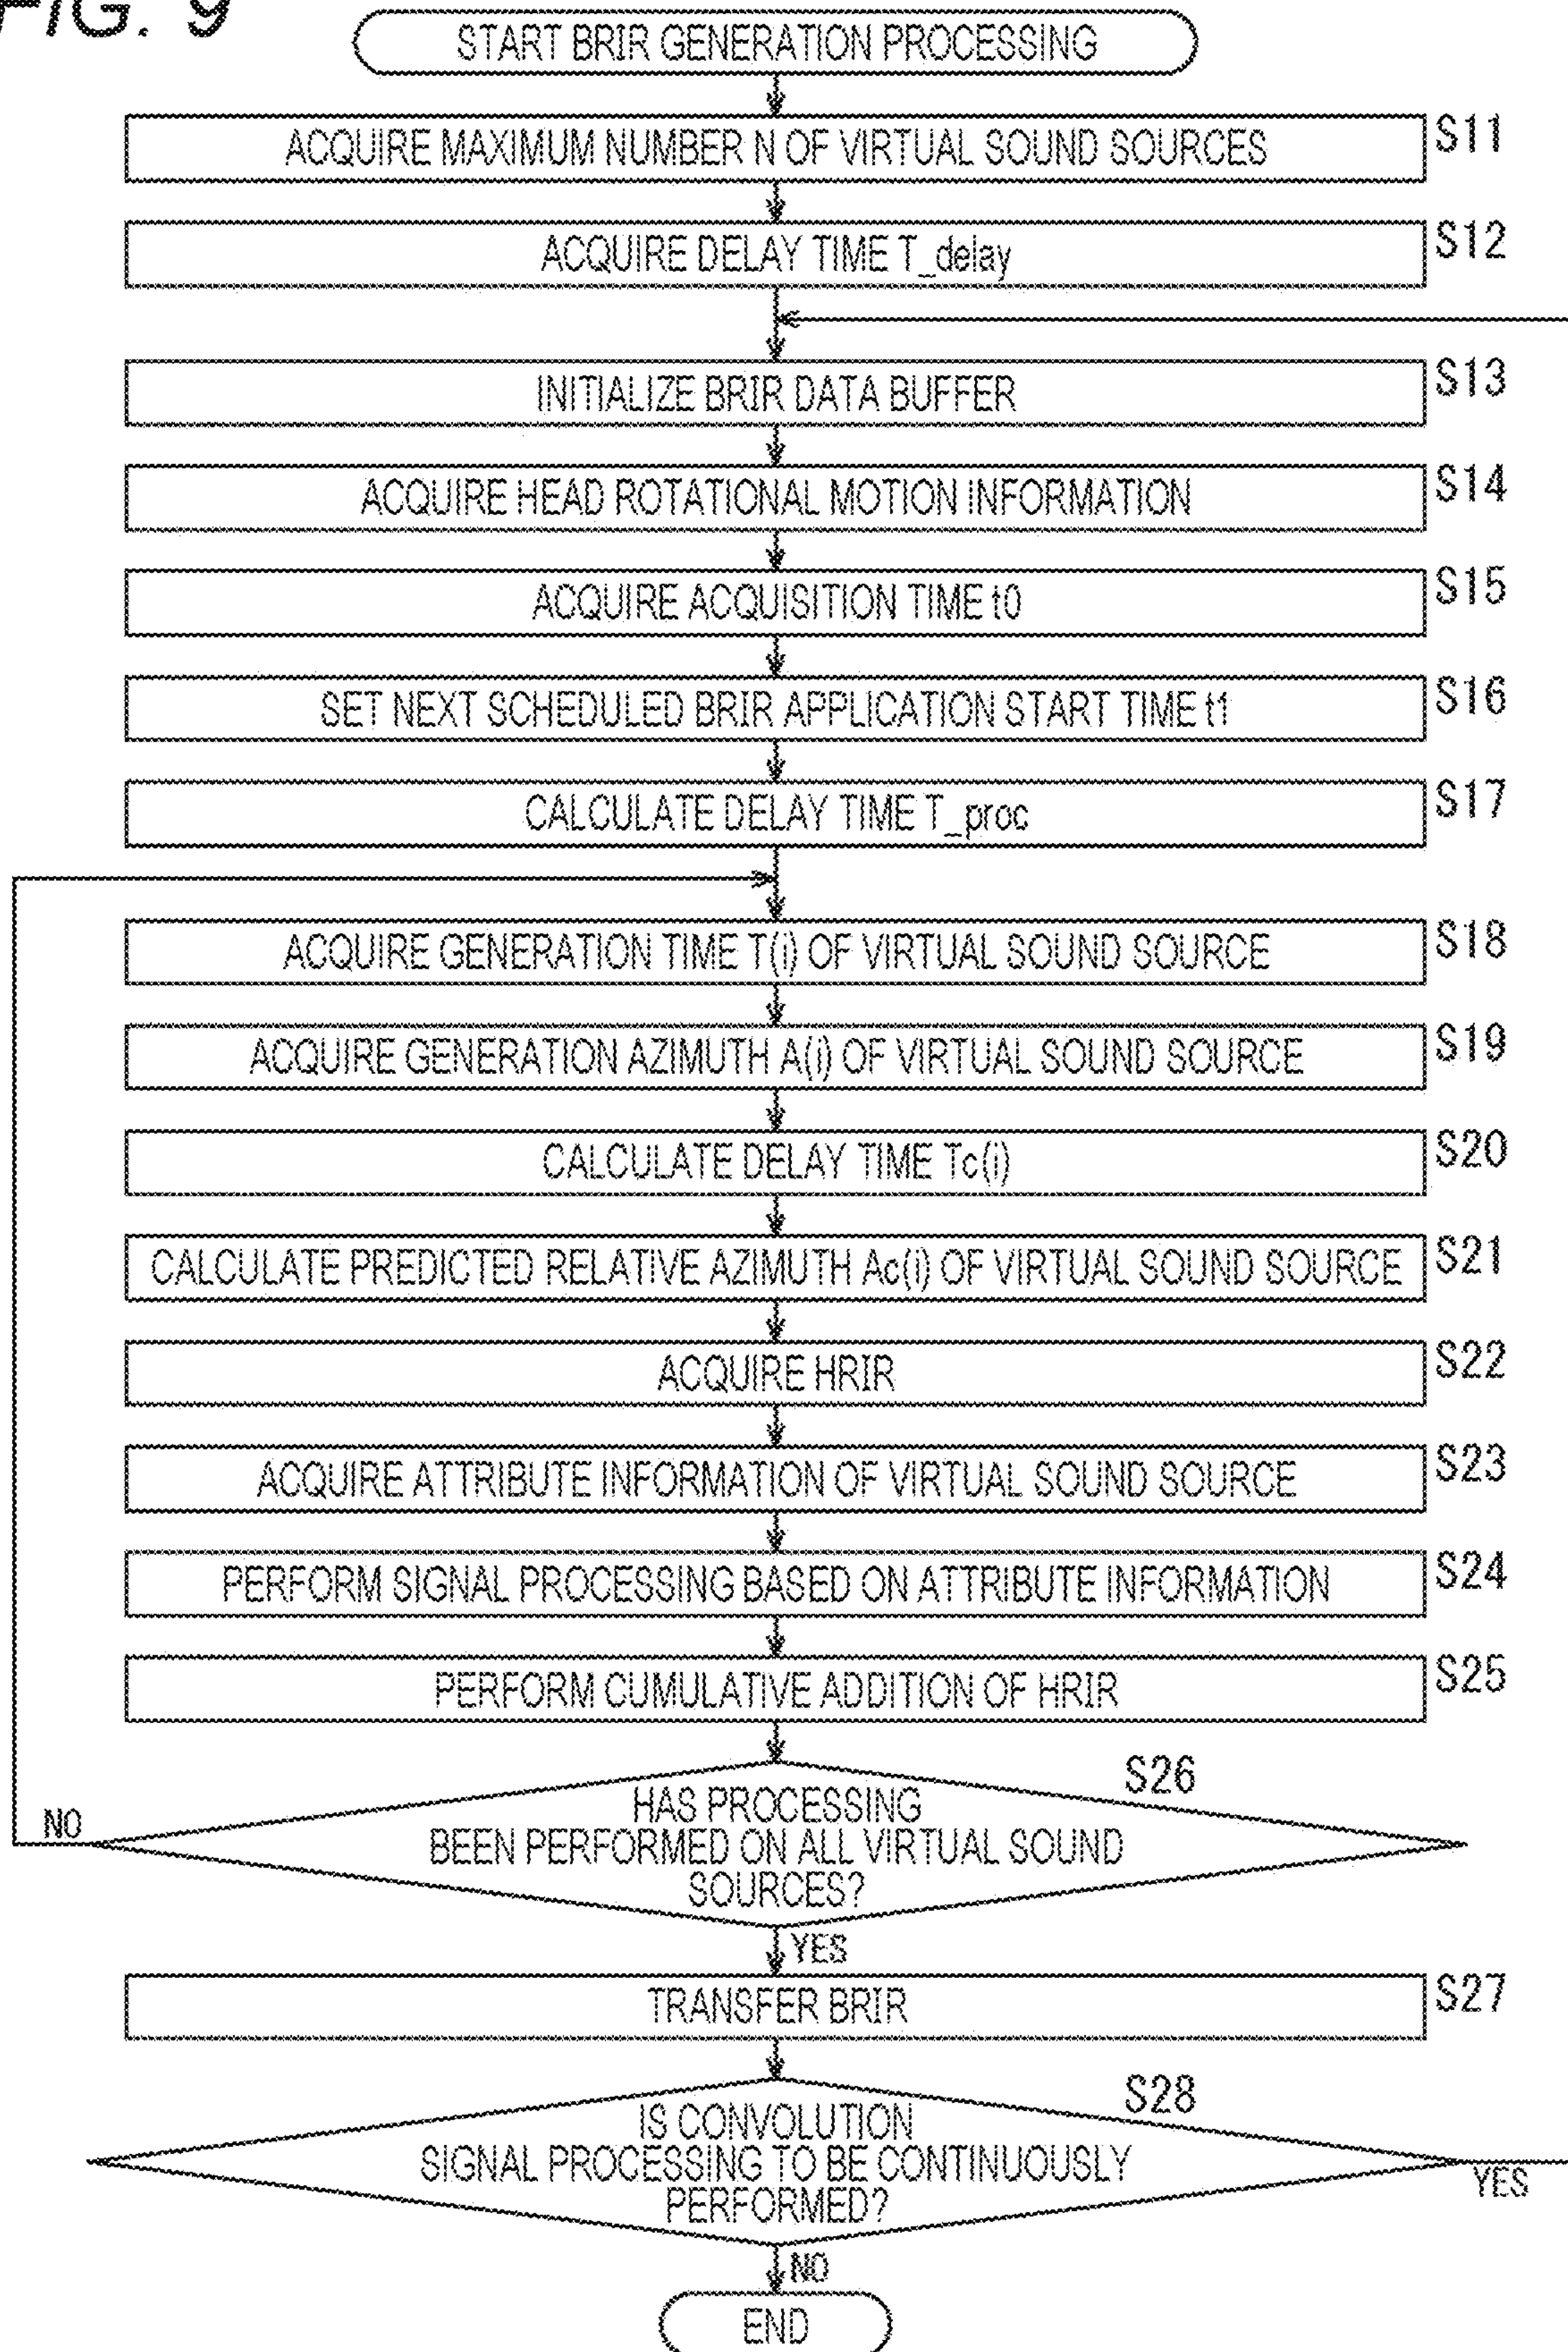 FIG. 9
START BRIR GENERATION PROCESSING
ACQUIRE MAXIMUM NUMBER N OF VIRTUAL SOUND SOURCES
S11
ACQUIRE DELAY TIME T_delay
S12
INITIALIZE BRIR DATA BUFFER
S13
ACQUIRE HEAD ROTATIONAL MOTION INFORMATION
S14
ACQUIRE ACQUISITION TIME t0
S15
SET NEXT SCHEDULED BRIR APPLICATION START TIME t1
S16
CALCULATE DELAY TIME T_proc
S17
ACQUIRE GENERATION TIME T(i) OF VIRTUAL SOUND SOURCE
S18
ACQUIRE GENERATION AZIMUTH A(i) OF VIRTUAL SOUND SOURCE
S19
CALCULATE DELAY TIME Tc(i)
S20
CALCULATE PREDICTED RELATIVE AZIMUTH Ac(i) OF VIRTUAL SOUND SOURCE
S21
ACQUIRE HRIR
S22
ACQUIRE ATTRIBUTE INFORMATION OF VIRTUAL SOUND SOURCE
S23
PERFORM SIGNAL PROCESSING BASED ON ATTRIBUTE INFORMATION
S24
PERFORM CUMULATIVE ADDITION OF HRIR
S25
S26
HAS PROCESSING
BEEN PERFORMED ON ALL VIRTUAL SOUND
SOURCES?
NO
YES
TRANSFER BRIR
S27
S28
IS CONVOLUTION
SIGNAL PROCESSING TO BE CONTINUOUSLY
PERFORMED?
YES
NO
END